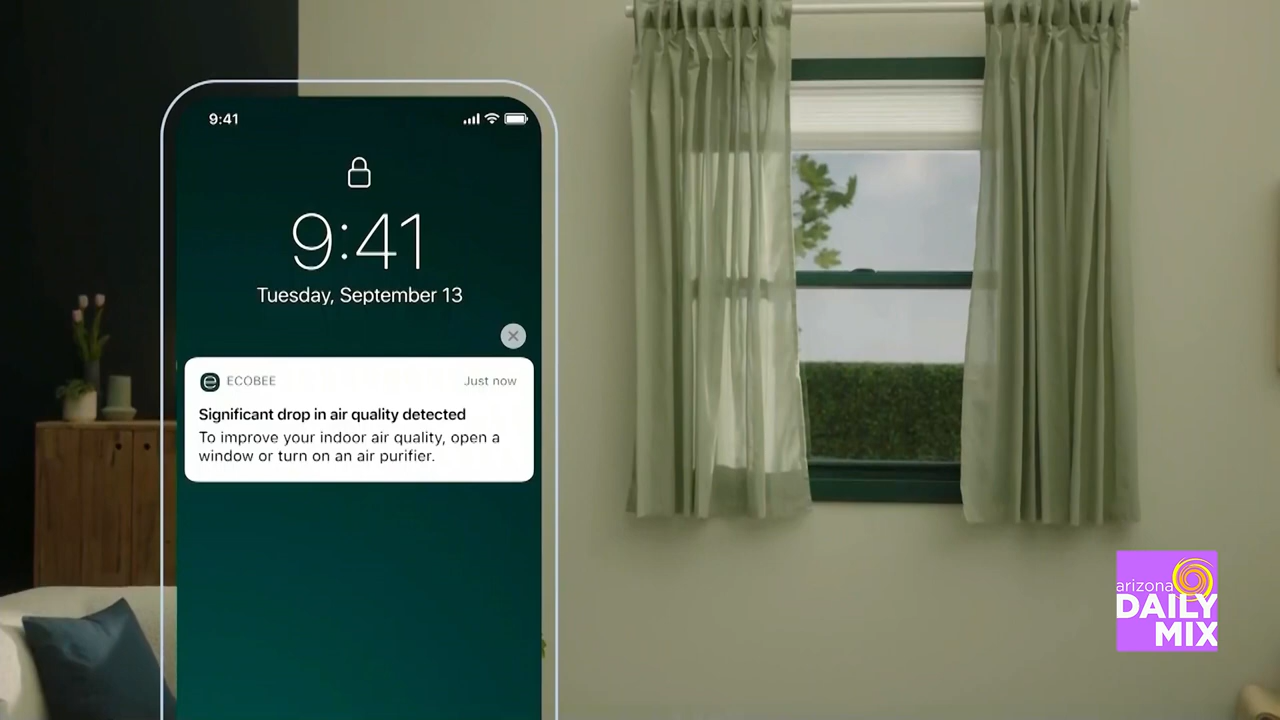 9:41
9:41
Tuesday, September 13
ECOBEE
Just now
Significant drop in air quality detected
To improve your indoor air quality, open a
window or turn on an air purifier.
arizona
DAILY
MIX